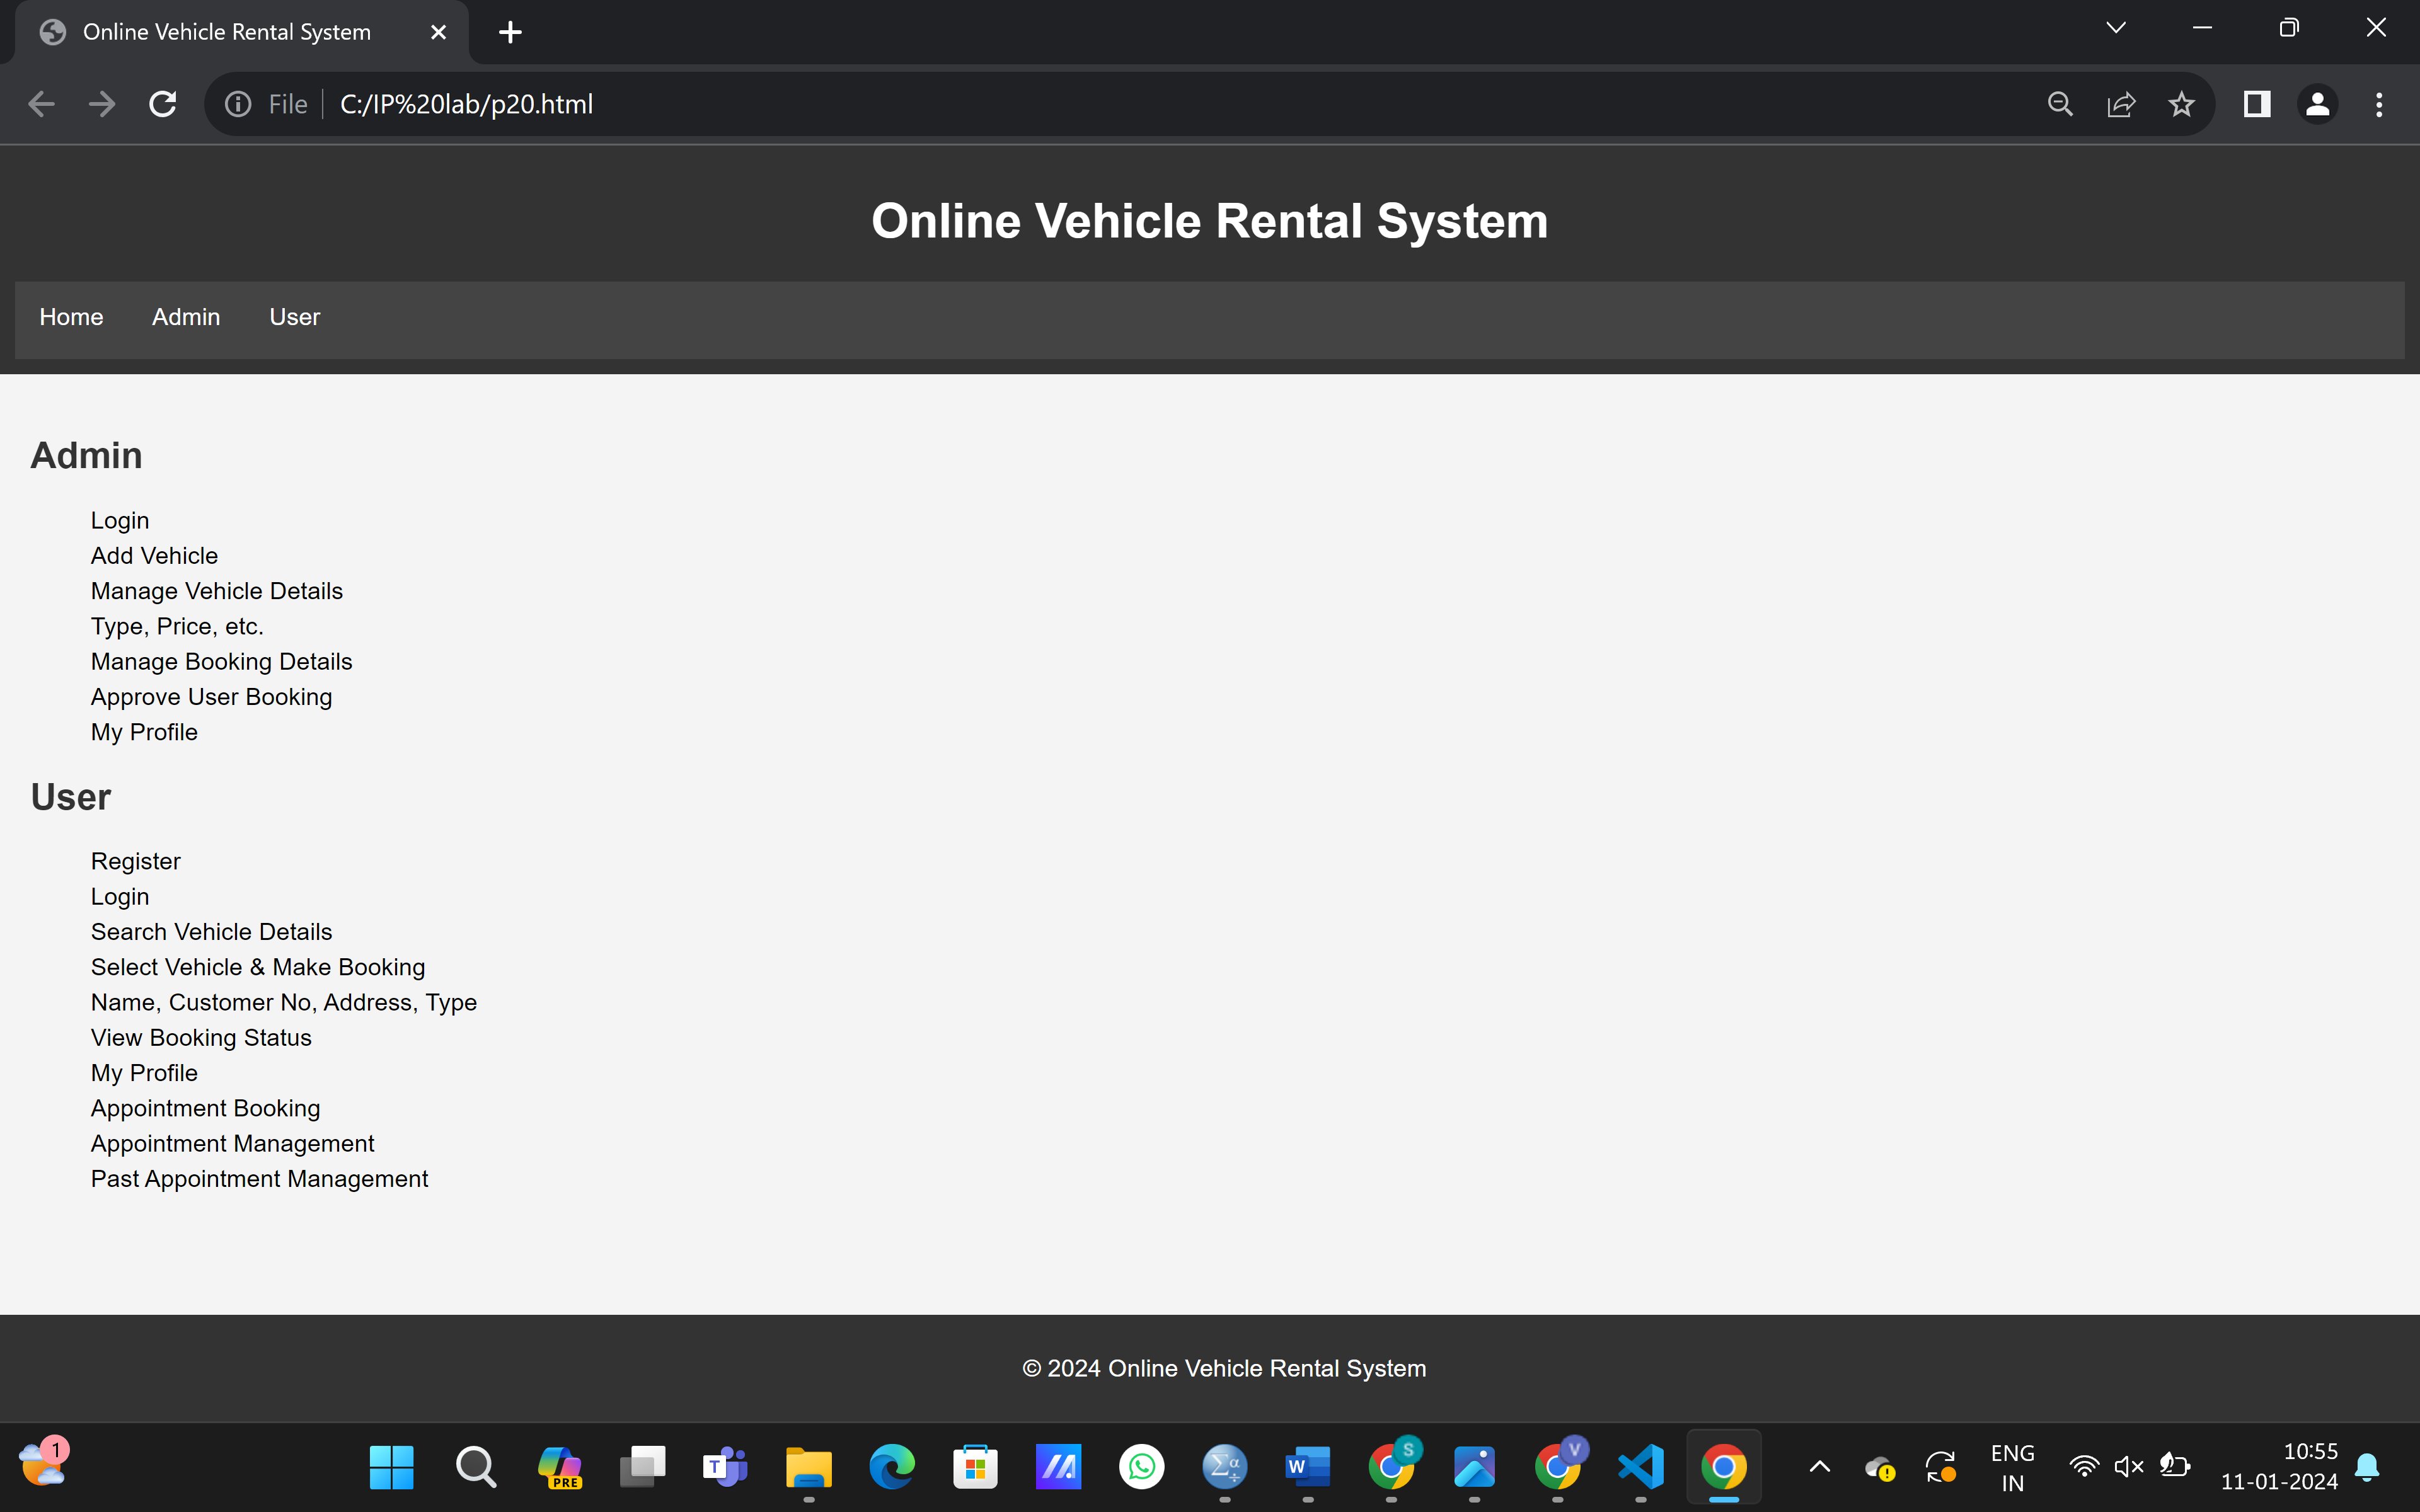 Online Vehicle Rental System
File C:/IP%20lab/p20.html
Online Vehicle Rental System
Home Admin User
Admin
Login
Add Vehicle
Manage Vehicle Details
Type, Price, etc.
Manage Booking Details
Approve User Booking
My Profile
User
Register
Login
Search Vehicle Details
Select Vehicle & Make Booking
Name, Customer No, Address, Type
View Booking Status
My Profile
Appointment Booking
Appointment Management
Past Appointment Management
© 2024 Online Vehicle Rental System
1
PRE
T
W
S
V
ENG
IN
10:55
11-01-2024